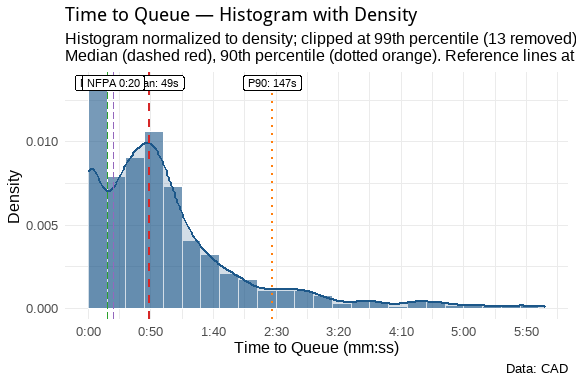 Time to Queue — Histogram with Density
Histogram normalized to density; clipped at 99th percentile (13 removed)
Median (dashed red), 90th percentile (dotted orange). Reference lines at
NFPA 0:20
an: 49s
P90: 147s
0.010
0.005
0.000
Density
0:00 0:50 1:40 2:30 3:20 4:10 5:00 5:50
Time to Queue (mm:ss)
Data: CAD